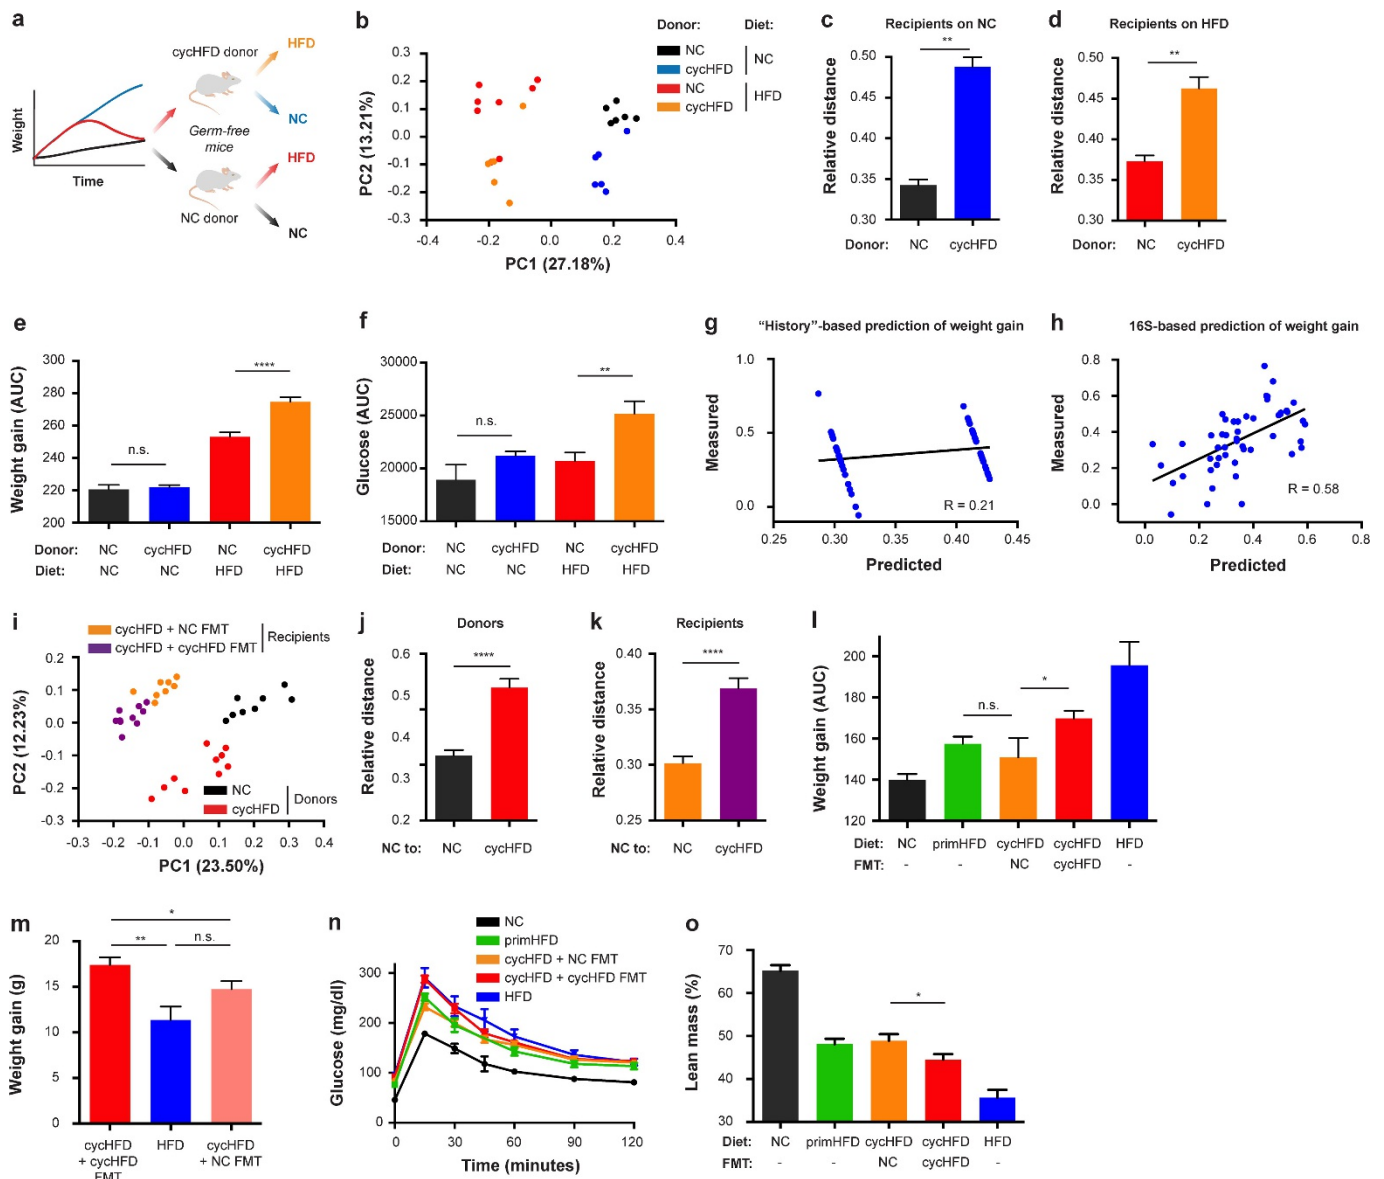 a
cycHFD donor
HFD
NC
Germ-free
mice
HFD
NC
NC donor
Weight
Time
b
Donor: Diet:
NC
cycHFD
NC
NC
cycHFD
HFD
0.3
0.2
0.1
0.0
-0.1
-0.2
-0.3
PC2 (13.21%)
-0.4 -0.2 0.0 0.2 0.4
PC1 (27.18%)
c
Recipients on NC
**
0.50
0.45
0.40
0.35
0.30
Relative distance
Donor: NC cycHFD
d
Recipients on HFD
**
0.50
0.45
0.40
0.35
0.30
Relative distance
Donor: NC cycHFD
e
300
280
260
240
220
200
Weight gain (AUC)
n.s.
****
Donor: NC cycHFD NC cycHFD
Diet: NC NC HFD HFD
f
30000
25000
20000
15000
Glucose (AUC)
n.s.
**
Donor: NC cycHFD NC cycHFD
Diet: NC NC HFD HFD
g
“History”-based prediction of weight gain
1.0
0.5
0.0
Measured
R = 0.21
0.25 0.30 0.35 0.40 0.45
Predicted
h
16S-based prediction of weight gain
0.8
0.6
0.4
0.2
0.0
Measured
R = 0.58
0.0 0.2 0.4 0.6 0.8
Predicted
i
cycHFD + NC FMT
cycHFD + cycHFD FMT
Recipients
0.2
0.1
0.0
-0.1
-0.2
-0.3
PC2 (12.23%)
NC
cycHFD
Donors
-0.3 -0.2 -0.1 0.0 0.1 0.2 0.3 0.4
PC1 (23.50%)
j
Donors
****
0.6
0.5
0.4
0.3
0.2
Relative distance
NC to: NC cycHFD
k
Recipients
****
0.40
0.35
0.30
0.25
Relative distance
NC to: NC cycHFD
l
200
180
160
140
120
Weight gain (AUC)
n.s.
*
Diet: NC primHFD cycHFD cycHFD HFD
FMT: - - NC cycHFD -
m
*
** n.s.
20
15
10
5
0
Weight gain (g)
cycHFD HFD cycHFD
+ cycHFD + NC FMT
FMT
n
NC
primHFD
cycHFD + NC FMT
cycHFD + cycHFD FMT
HFD
300
200
100
0
Glucose (mg/dl)
0 30 60 90 120
Time (minutes)
o
70
60
50
40
30
Lean mass (%)
*
Diet: NC primHFD cycHFD cycHFD HFD
FMT: - - NC cycHFD -